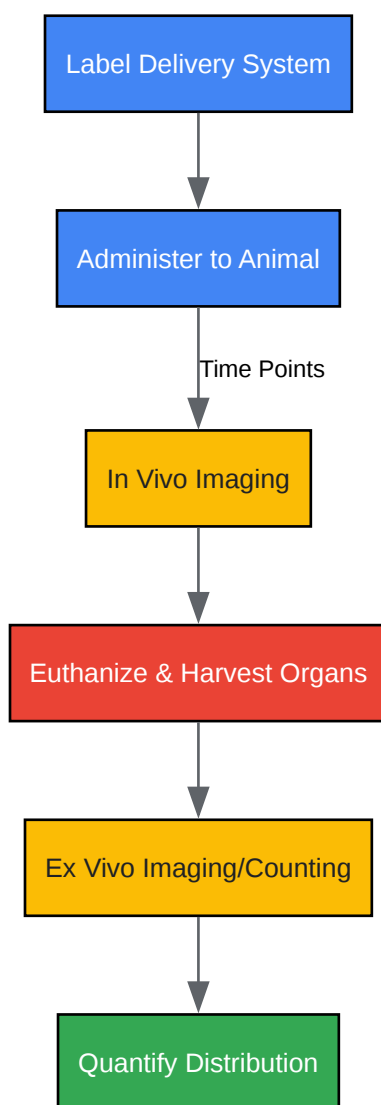 Label Delivery System
Administer to Animal
Time Points
In Vivo Imaging
Euthanize & Harvest Organs
Ex Vivo Imaging/Counting
Quantify Distribution